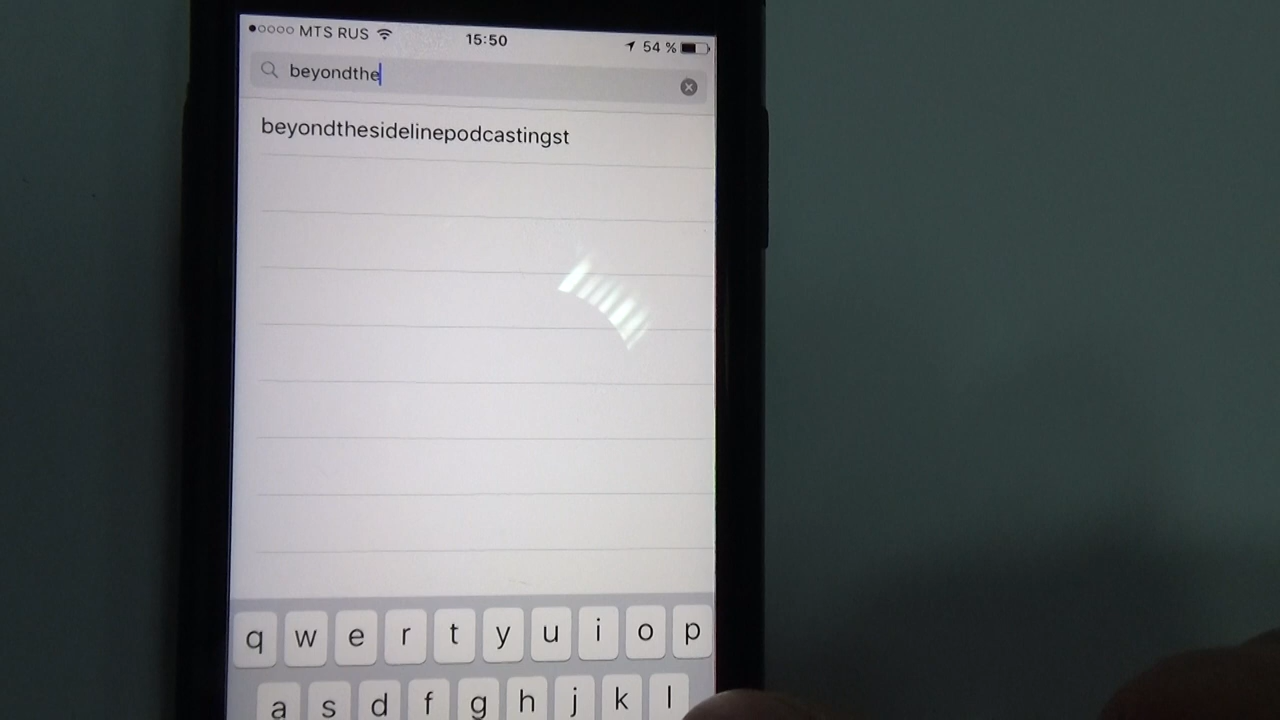 MTS RUS 15:50 54 %
beyondthe
beyondthesidelinepodcastingst
q w e r t y u i o p
a s d f g h j k l